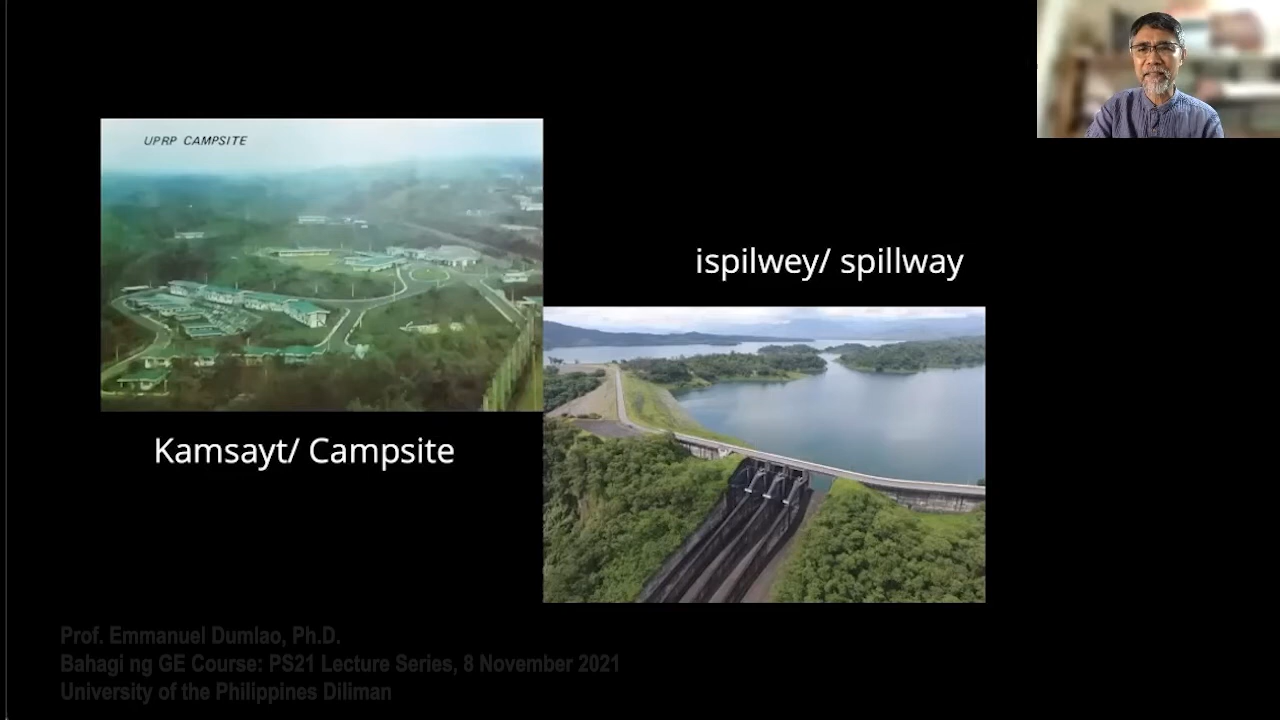 UPRP CAMPSITE
ispilwey/ spillway
Kamsayt/ Campsite
Prof. Emmanuel Dumlao, Ph.D.
Bahagi ng GE Course: PS21 Lecture Series, 8 November 2021
University of the Philippines Diliman